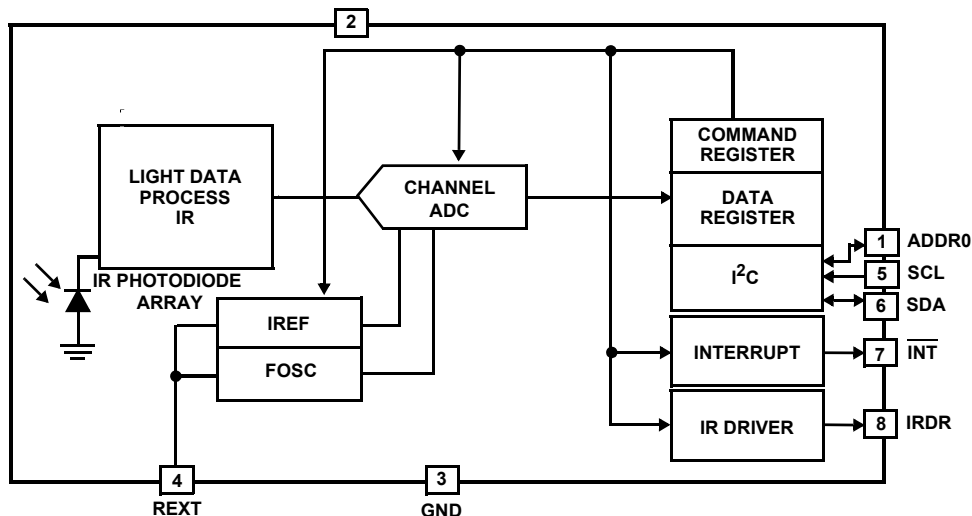 2
COMMAND
REGISTER
LIGHT DATA
PROCESS
IR
CHANNEL
ADC
DATA
REGISTER
1 ADDR0
I²C
5 SCL
6 SDA
IR PHOTODIODE
ARRAY
IREF
FOSC
INTERRUPT
7 INT
IR DRIVER
8 IRDR
4
REXT
3
GND